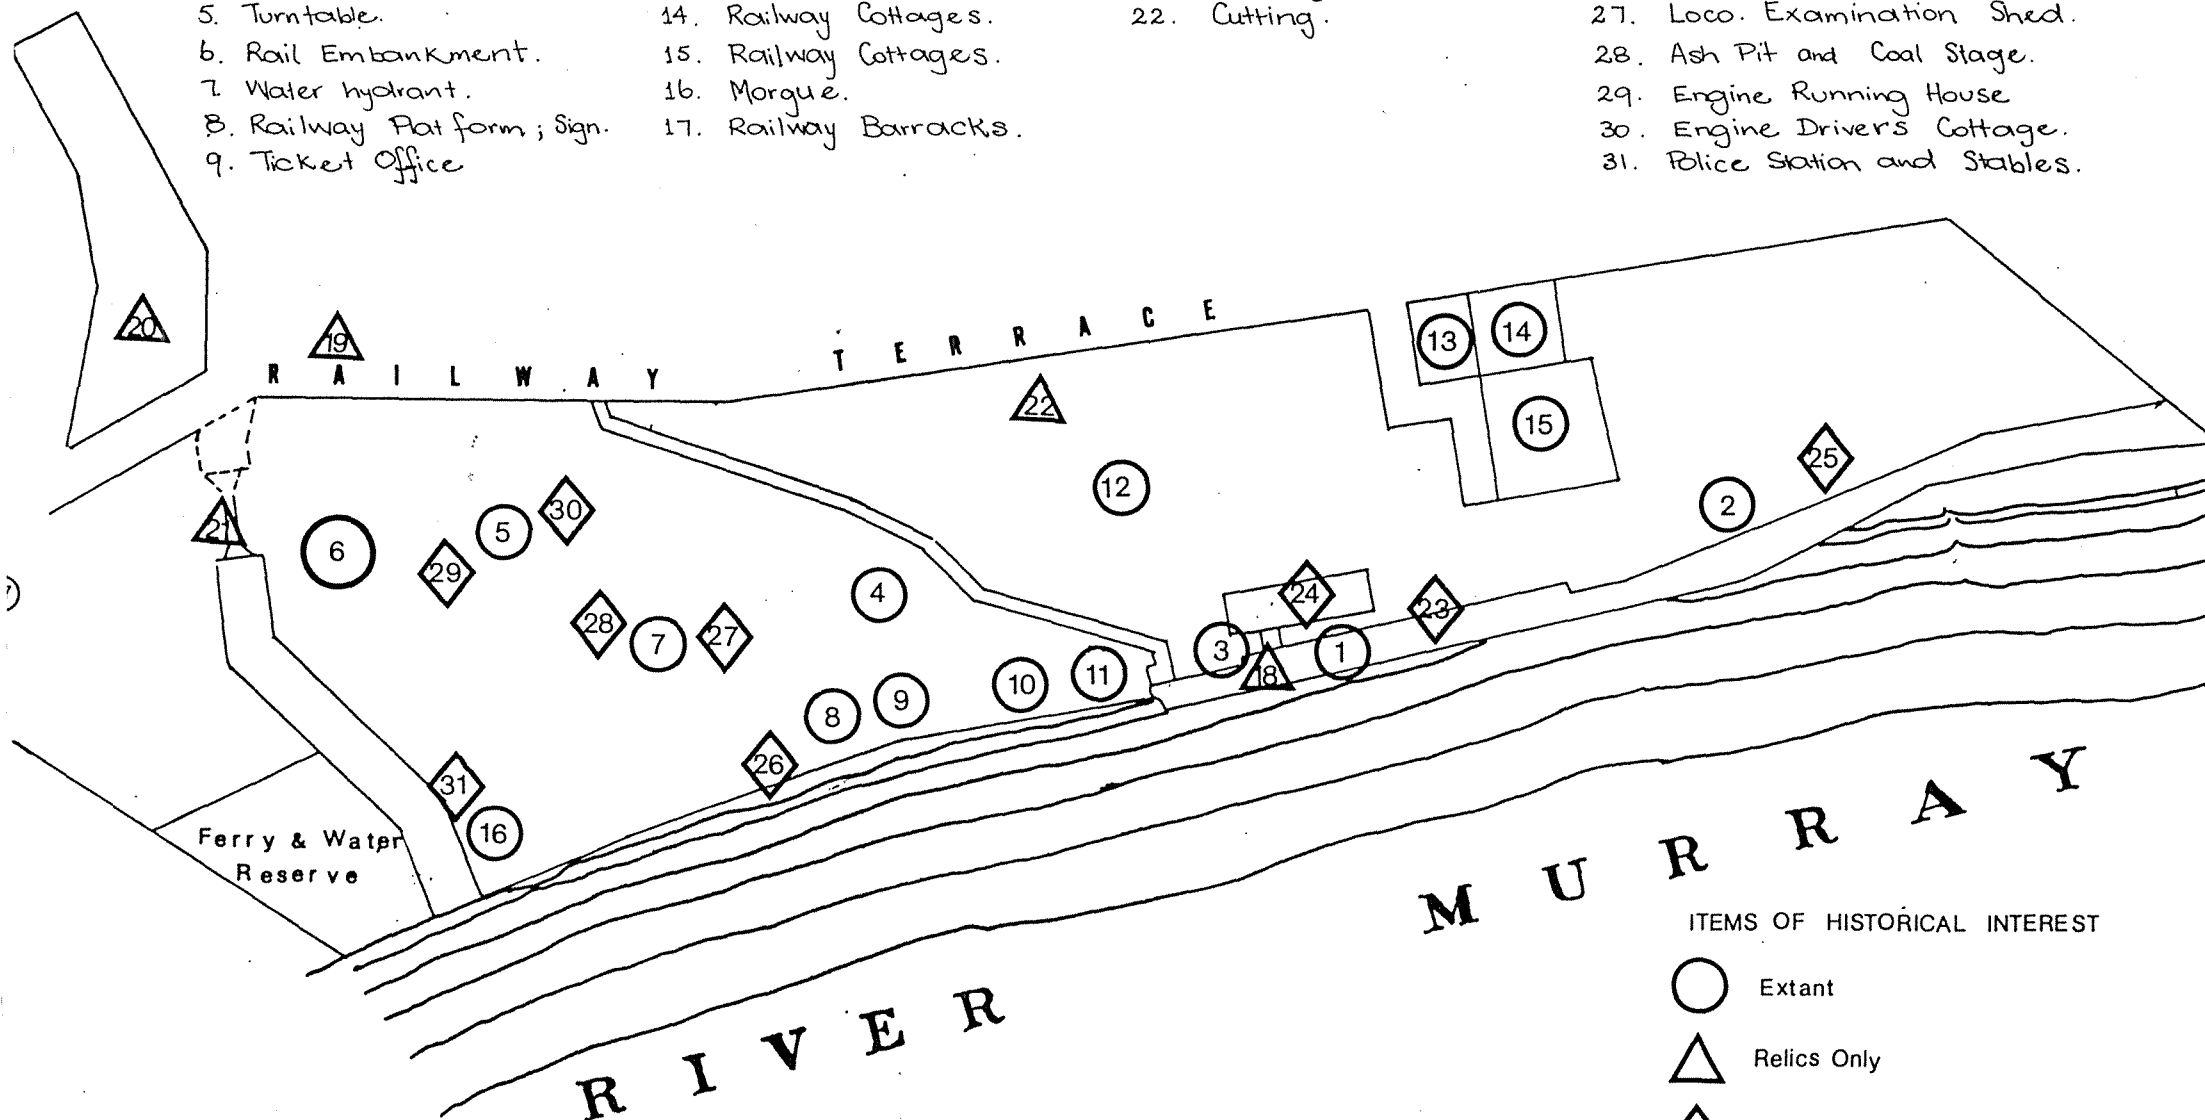 5. Turntable.
6. Rail Embankment.
7. Water hydrant.
8. Railway Platform; Sign.
9. Ticket Office
14. Railway Cottages.
15. Railway Cottages.
16. Morgue.
17. Railway Barracks.
22. Cutting.
27. Loco. Examination Shed.
28. Ash Pit and Coal Stage.
29. Engine Running House
30. Engine Drivers Cottage.
31. Police Station and Stables.
20
19
RAILWAY TERRACE
13
14
22
15
12
25
2
21
6
5
30
29
4
24
23
28
7
27
3
1
18
11
10
9
8
26
31
16
Ferry & Water
Reserve
RIVER MURRAY
ITEMS OF HISTORICAL INTEREST
Extant
Relics Only